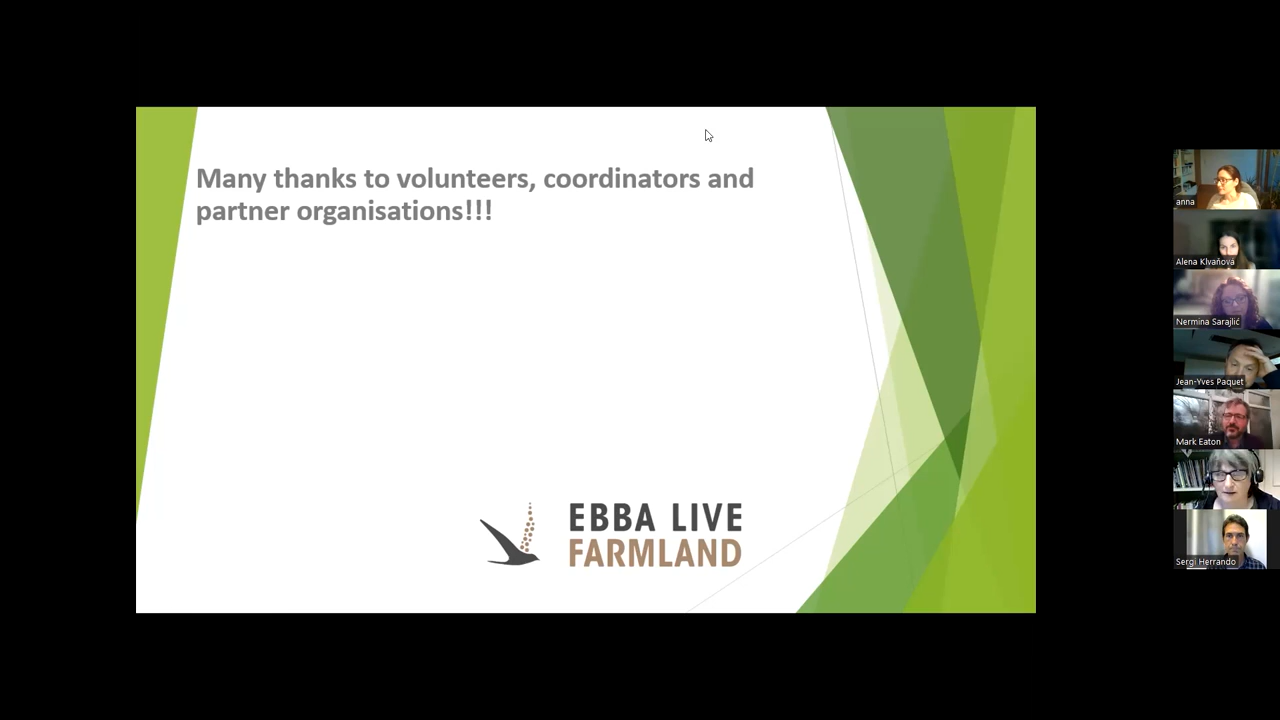 Many thanks to volunteers, coordinators and
partner organisations!!!
EBBA LIVE
FARMLAND
anna
Alena Klvaňová
Nermina Sarajlić
Jean-Yves Paquet
Mark Eaton
Sergi Herrando